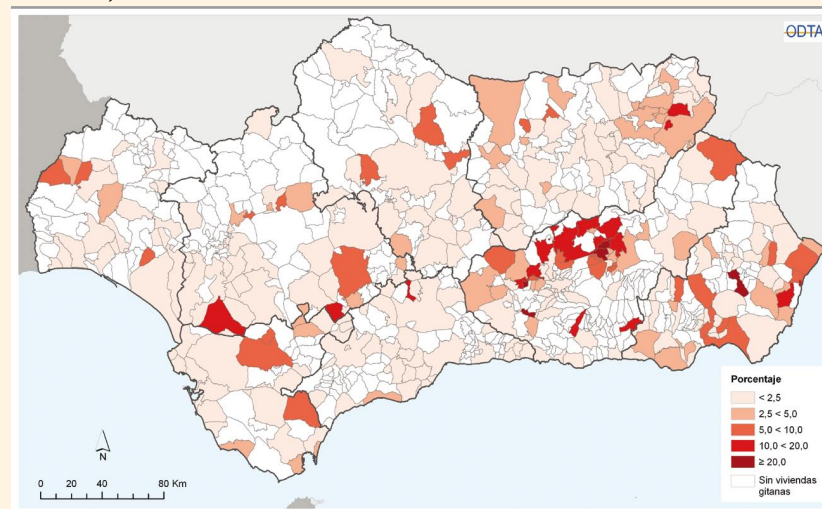 ODTA
Porcentaje
< 2,5
2,5 < 5,0
5,0 < 10,0
10,0 < 20,0
≥ 20,0
Sin viviendas
gitanas
N
0 20 40 80 Km